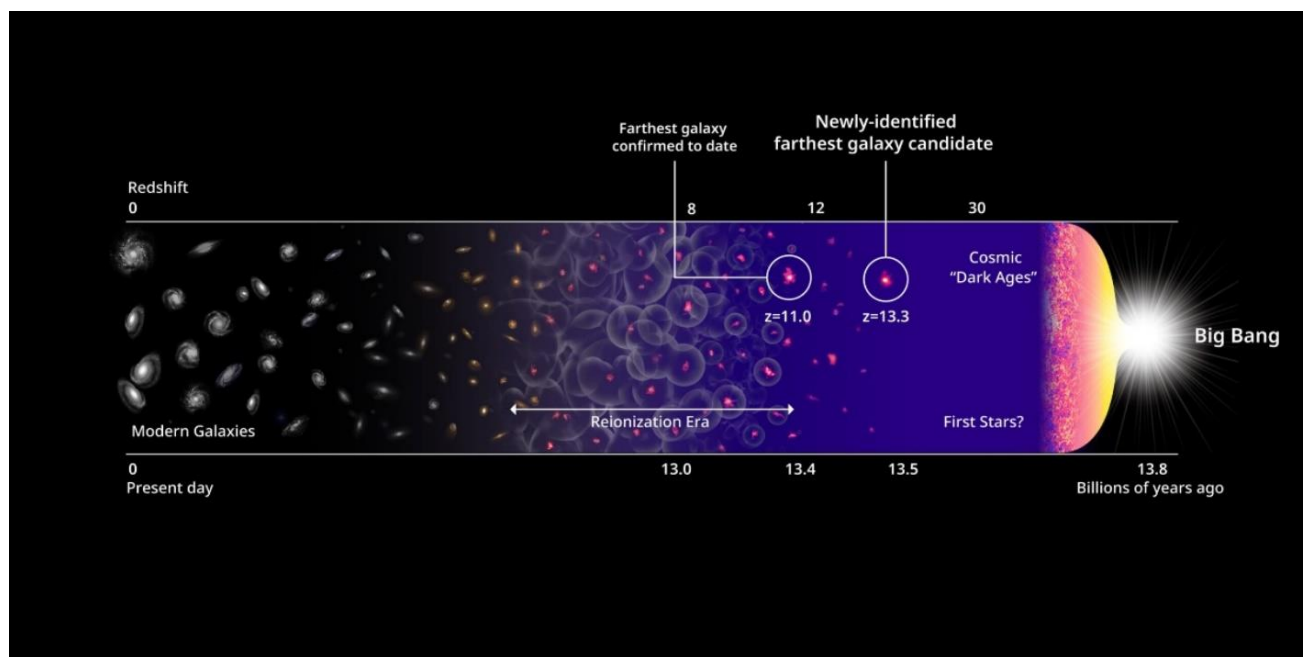 Farthest galaxy
confirmed to date
Newly-identified
farthest galaxy candidate
Redshift
0 8 12 30
Cosmic
“Dark Ages”
z=11.0 z=13.3
Big Bang
Modern Galaxies
Reionization Era
First Stars?
0 13.0 13.4 13.5 13.8
Present day
Billions of years ago